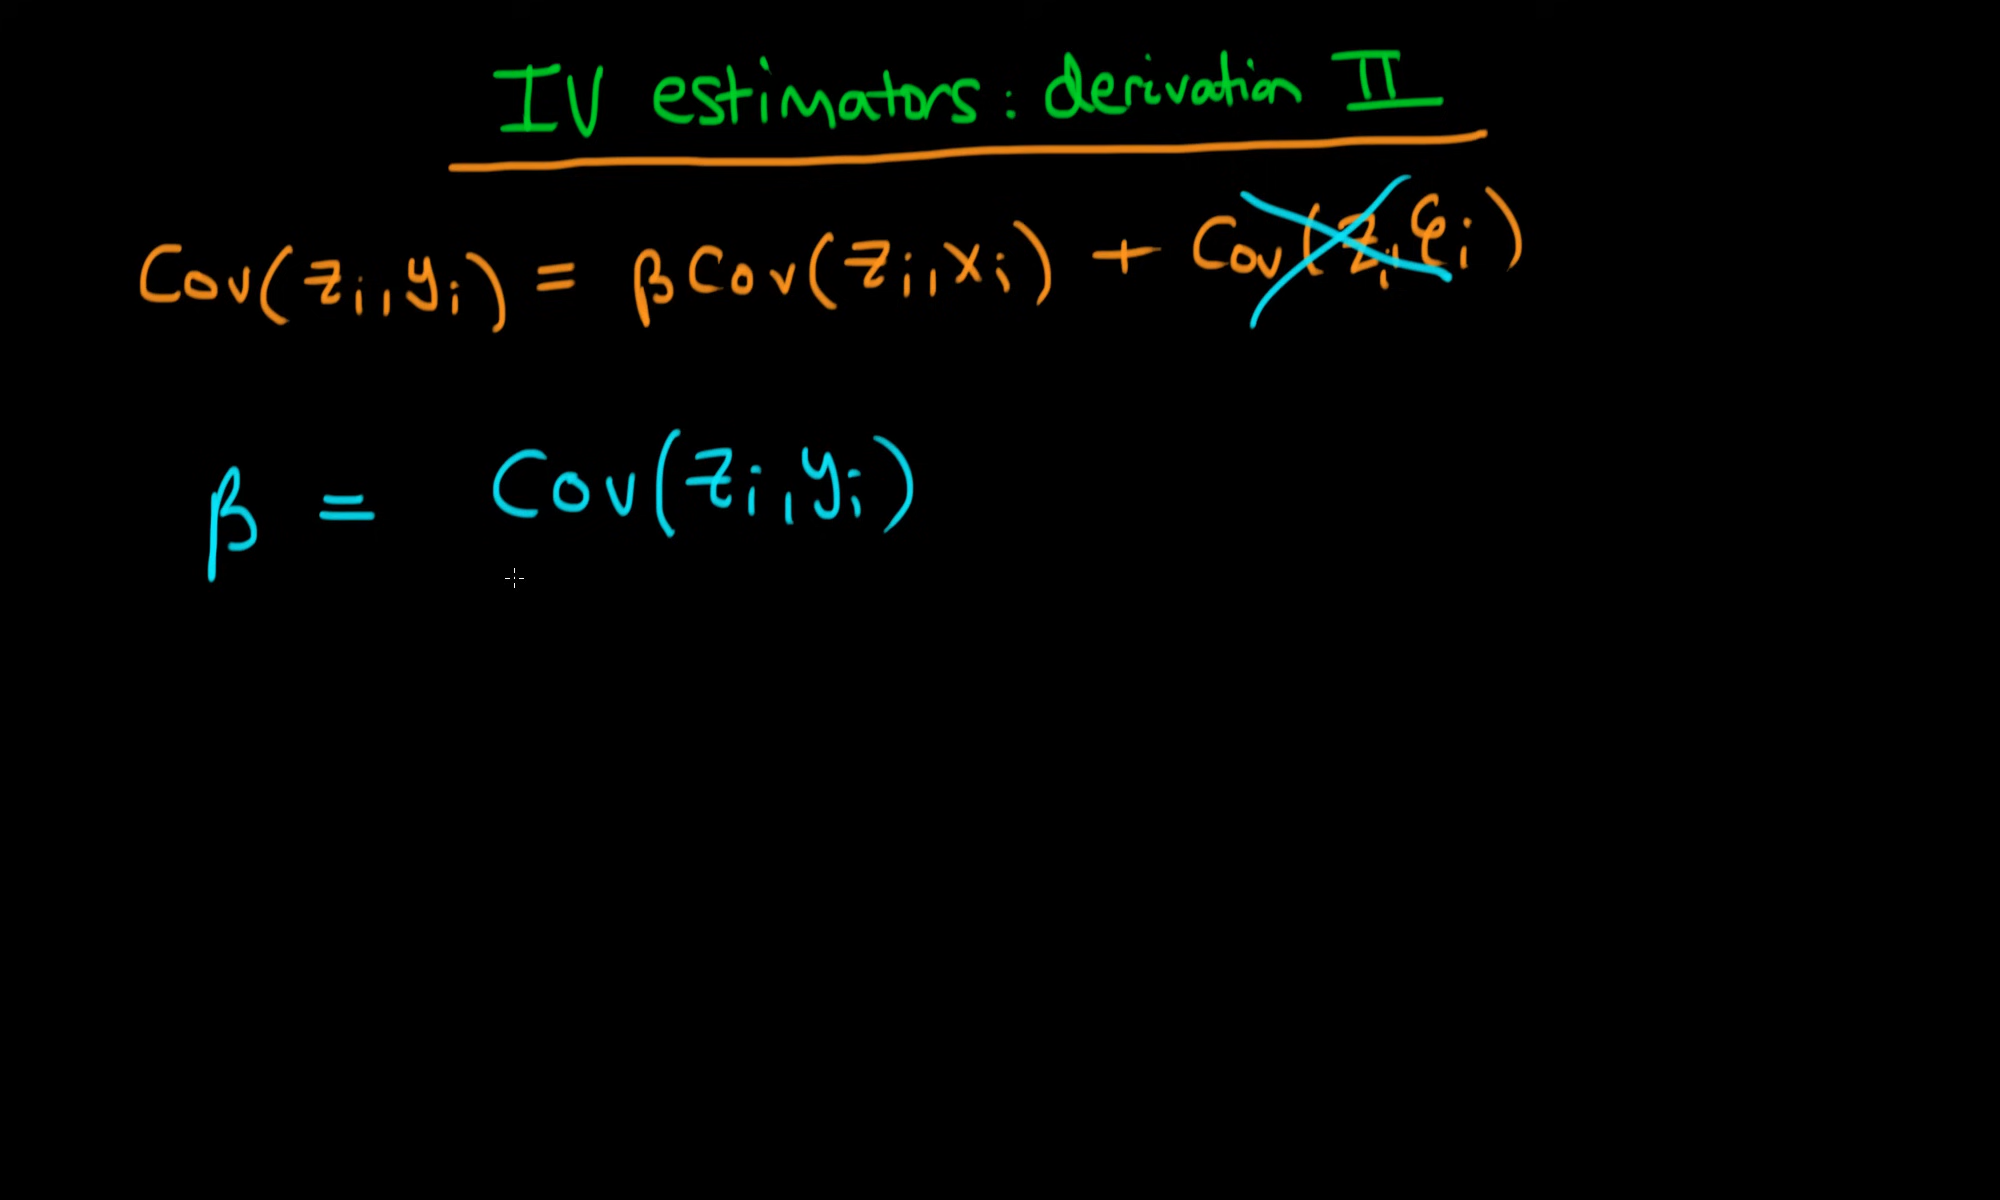 IV estimators: derivation II
Cov(zi,yi) = βCov(zi,xi) + Cov(zi,εi)
β = Cov(zi,yi)